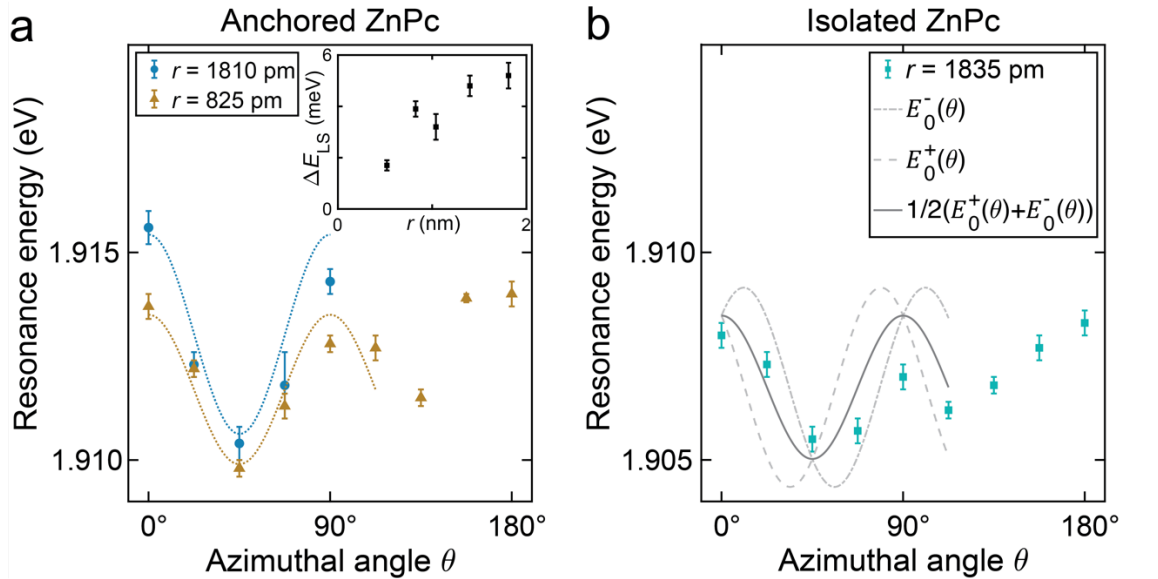 a
Anchored ZnPc
r = 1810 pm
r = 825 pm
6
0
ΔE_LS (meV)
0
r (nm)
2
Resonance energy (eV)
1.915
1.910
0°
90°
180°
Azimuthal angle θ
b
Isolated ZnPc
r = 1835 pm
E_0^-(θ)
E_0^+(θ)
1/2(E_0^+(θ)+E_0^-(θ))
Resonance energy (eV)
1.910
1.905
0°
90°
180°
Azimuthal angle θ